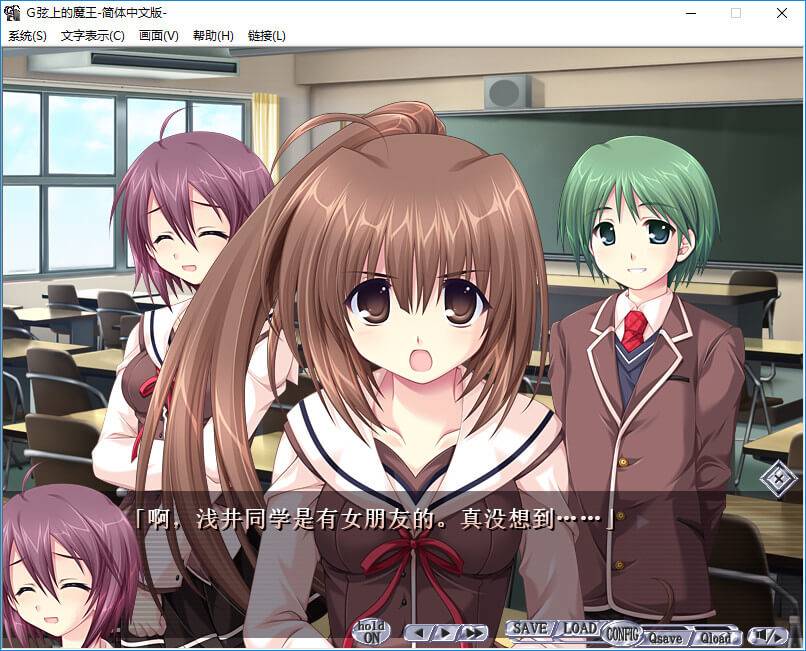 G弦上的魔王-简体中文版-
系统(S) 文字表示(C) 画面(V) 帮助(H) 链接(L)
「啊，浅井同学是有女朋友的。真没想到……」
hold ON
SAVE LOAD CONFIG Qsave Qload